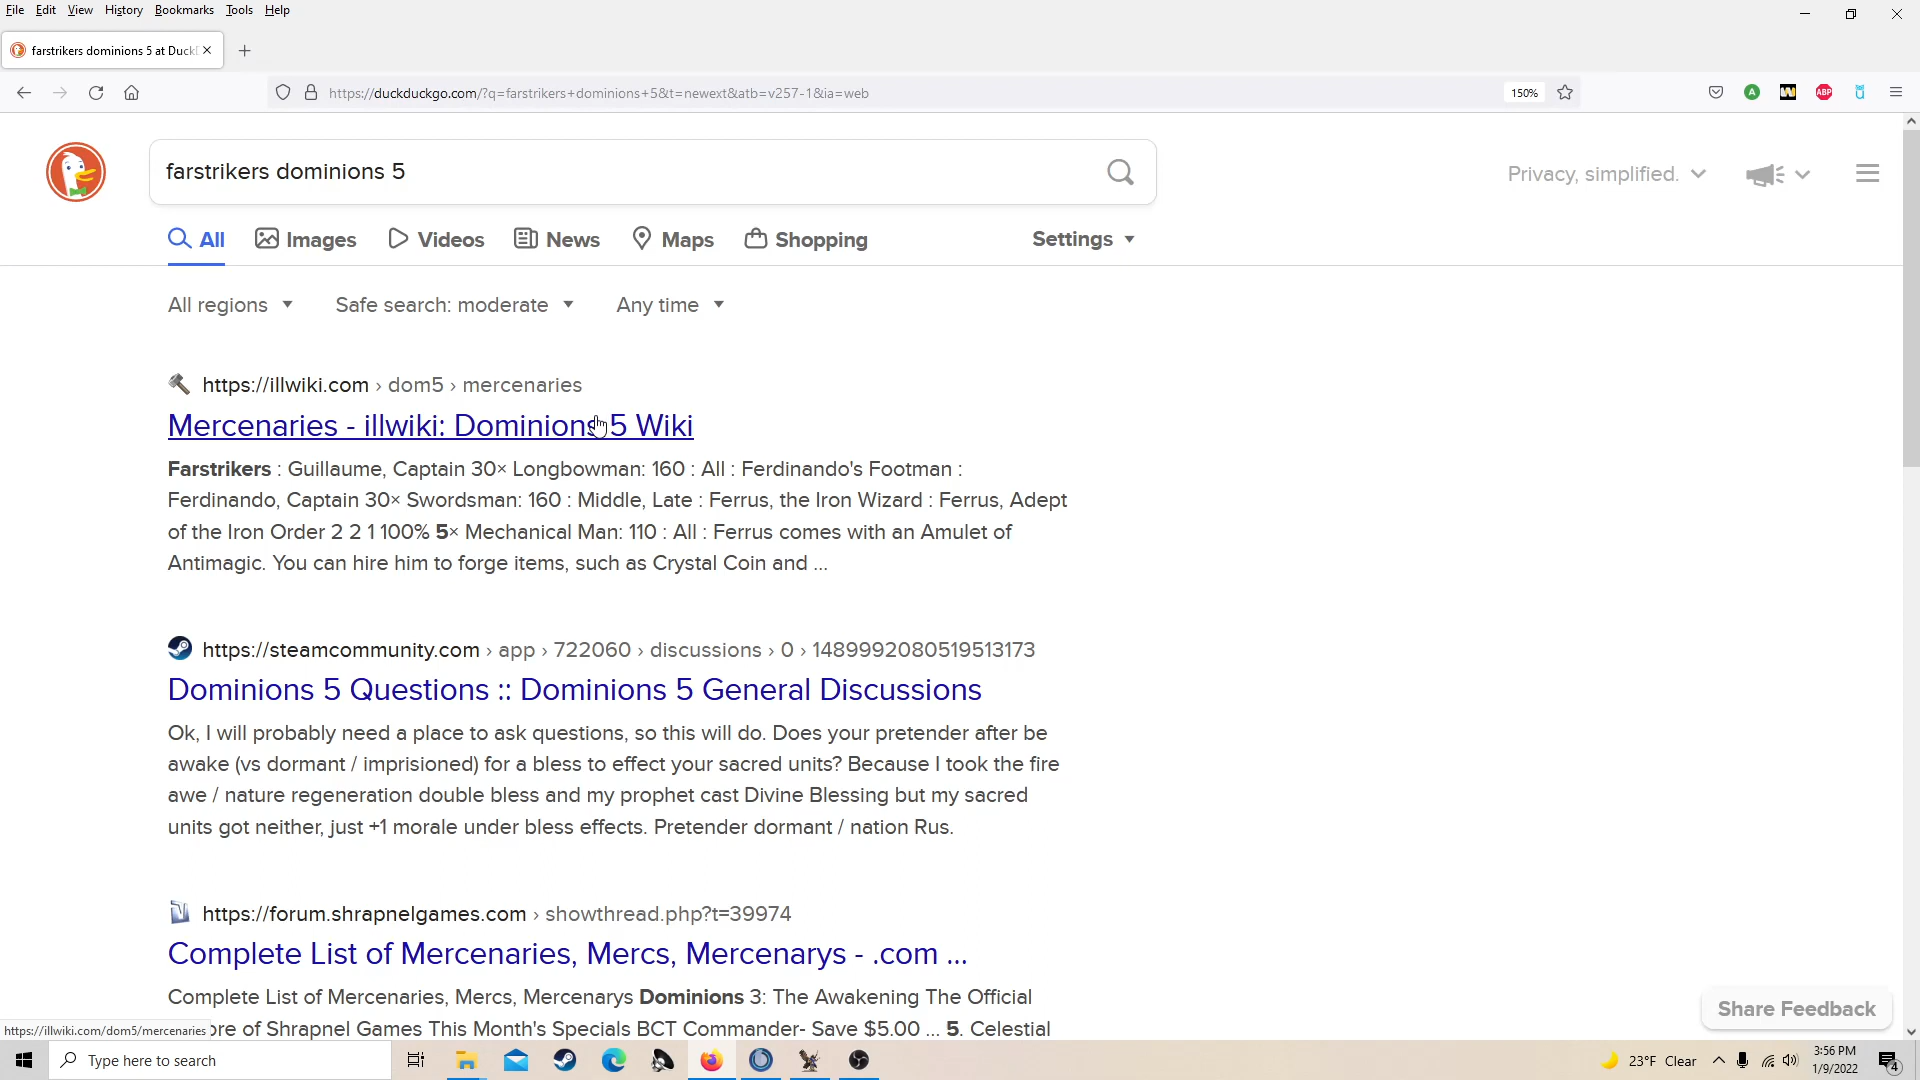 File Edit View History Bookmarks Tools Help
farstrikers dominions 5 at Duck
https://duckduckgo.com/?q=farstrikers+dominions+5&t=newext&atb=v257-1&ia=web 150% A W ABP
farstrikers dominions 5
Privacy, simplified.
All Images Videos News Maps Shopping Settings
All regions Safe search: moderate Any time
https://illwiki.com › dom5 › mercenaries
Mercenaries - illwiki: Dominions 5 Wiki
Farstrikers : Guillaume, Captain 30× Longbowman: 160 : All : Ferdinando's Footman :
Ferdinando, Captain 30× Swordsman: 160 : Middle, Late : Ferrus, the Iron Wizard : Ferrus, Adept
of the Iron Order 2 2 1 100% 5× Mechanical Man: 110 : All : Ferrus comes with an Amulet of
Antimagic. You can hire him to forge items, such as Crystal Coin and ...
https://steamcommunity.com › app › 722060 › discussions › 0 › 1489992080519513173
Dominions 5 Questions :: Dominions 5 General Discussions
Ok, I will probably need a place to ask questions, so this will do. Does your pretender after be
awake (vs dormant / imprisioned) for a bless to effect your sacred units? Because I took the fire
awe / nature regeneration double bless and my prophet cast Divine Blessing but my sacred
units got neither, just +1 morale under bless effects. Pretender dormant / nation Rus.
https://forum.shrapnelgames.com › showthread.php?t=39974
Complete List of Mercenaries, Mercs, Mercenarys - .com ...
Complete List of Mercenaries, Mercs, Mercenarys Dominions 3: The Awakening The Official
ore of Shrapnel Games This Month's Specials BCT Commander- Save $5.00 ... 5. Celestial
Share Feedback
https://illwiki.com/dom5/mercenaries
Type here to search
23°F Clear
3:56 PM
1/9/2022
4